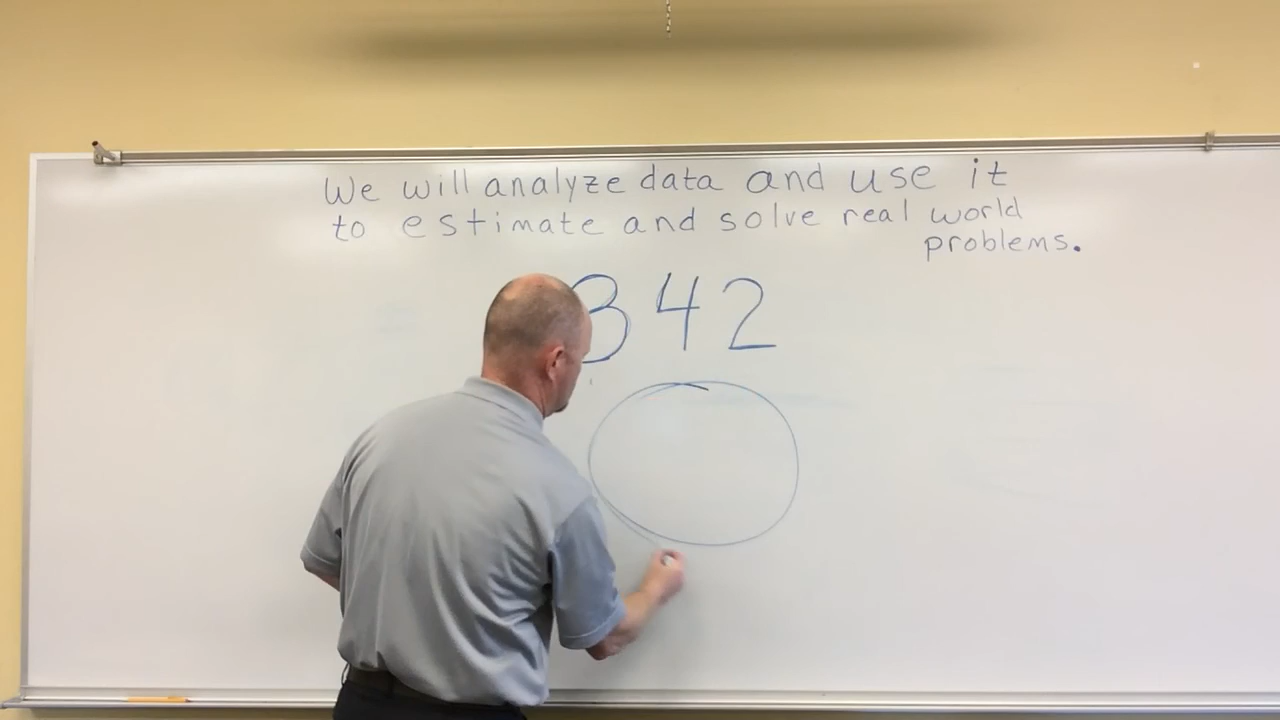 We will analyze data and use it
to estimate and solve real world
problems.
342